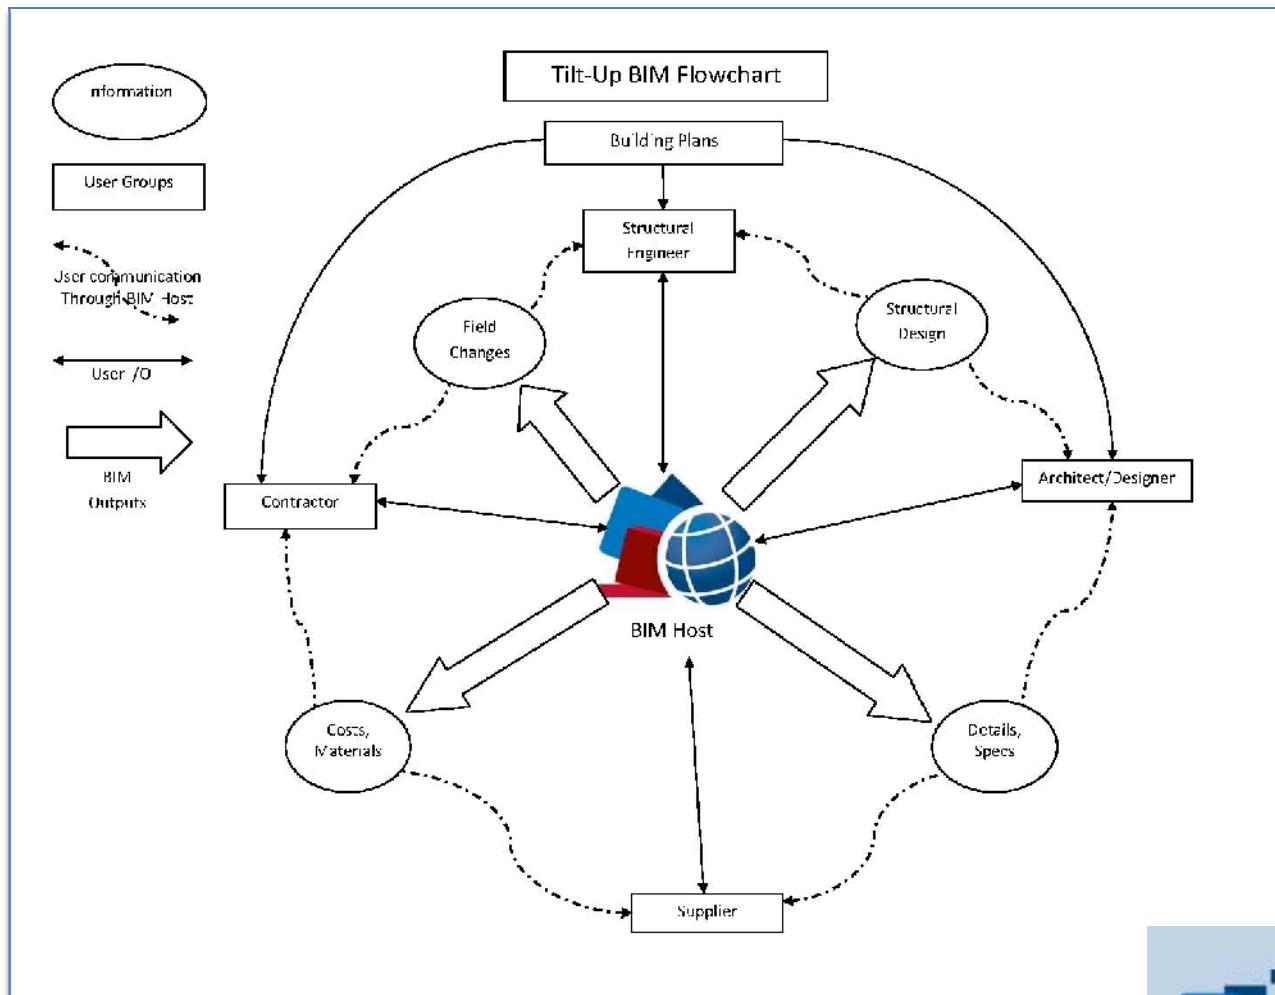 Tilt-Up BIM Flowchart
nformation
Building Plans
User Groups
Structural
Engineer
User communication
Through BIM Host
Structural
Design
Field
Changes
User I/O
BIM
Outputs
Contractor
Architect/Designer
BIM Host
Costs,
Materials
Details,
Specs
Supplier